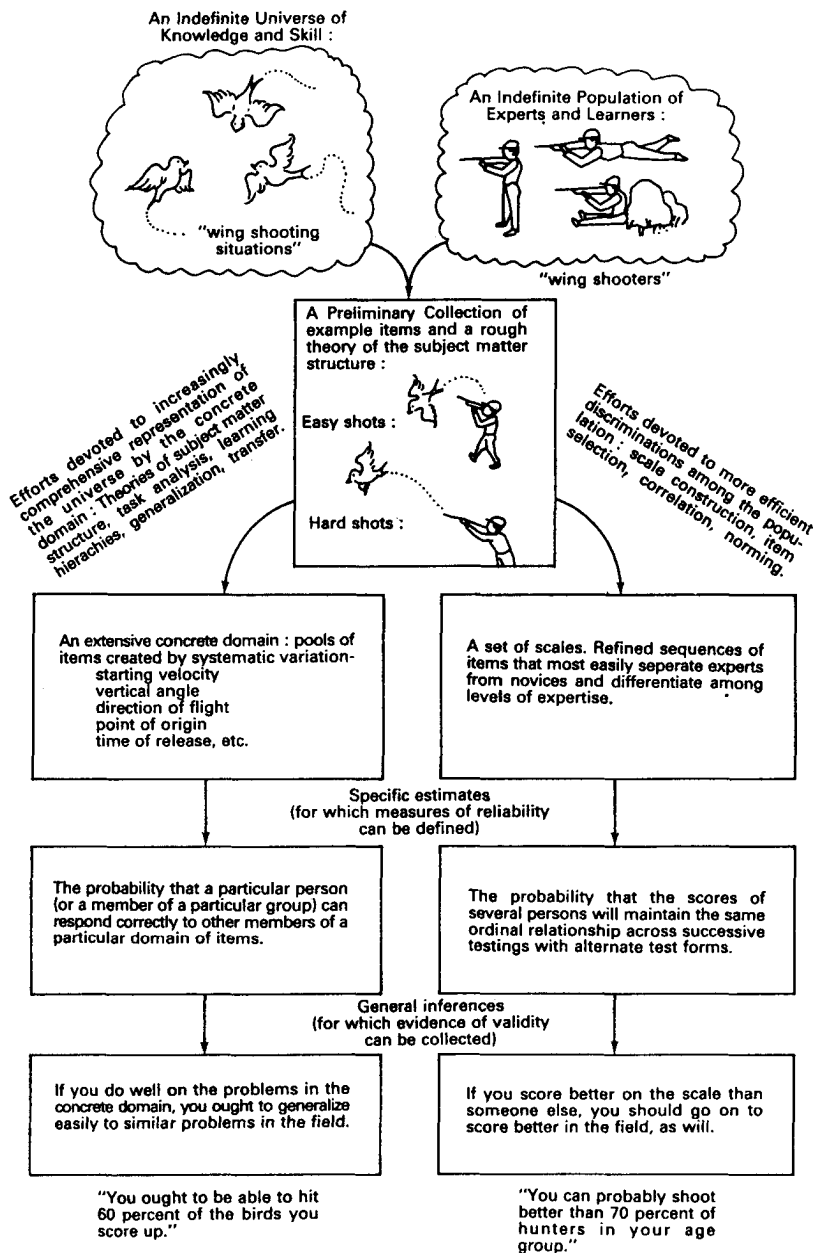 An Indefinite Universe of
Knowledge and Skill :
"wing shooting
situations"
An Indefinite Population of
Experts and Learners :
"wing shooters"
A Preliminary Collection of
example items and a rough
theory of the subject matter
structure :
Easy shots :
Hard shots :
Efforts devoted to increasingly
comprehensive representation of
the universe by the concrete
domain : Theories of subject matter
structure, task analysis, learning
hierachies, generalization, transfer.
Efforts devoted to more efficient
discriminations among the popu-
lation : scale construction, item
selection, correlation, norming.
An extensive concrete domain : pools of
items created by systematic variation-
starting velocity
vertical angle
direction of flight
point of origin
time of release, etc.
A set of scales. Refined sequences of
items that most easily seperate experts
from novices and differentiate among
levels of expertise.
Specific estimates
(for which measures of reliability
can be defined)
The probability that a particular person
(or a member of a particular group) can
respond correctly to other members of a
particular domain of items.
The probability that the scores of
several persons will maintain the same
ordinal relationship across successive
testings with alternate test forms.
General inferences
(for which evidence of validity
can be collected)
If you do well on the problems in the
concrete domain, you ought to generalize
easily to similar problems in the field.
If you score better on the scale than
someone else, you should go on to
score better in the field, as will.
"You ought to be able to hit
60 percent of the birds you
score up."
"You can probably shoot
better than 70 percent of
hunters in your age
group."